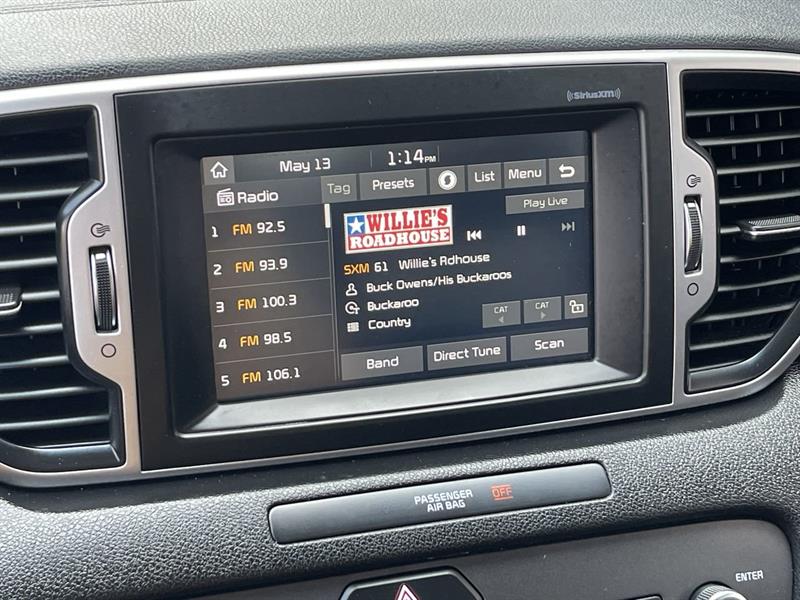 SiriusXM
May 13 1:14PM
Radio Tag Presets List Menu
Play Live
WILLIE'S
ROADHOUSE
1 FM 92.5
2 FM 93.9
3 FM 100.3
4 FM 98.5
5 FM 106.1
SXM 61 Willie's Rdhouse
Buck Owens/His Buckaroos
Buckaroo
Country
CAT CAT
Band Direct Tune Scan
PASSENGER
AIR BAG OFF
ENTER